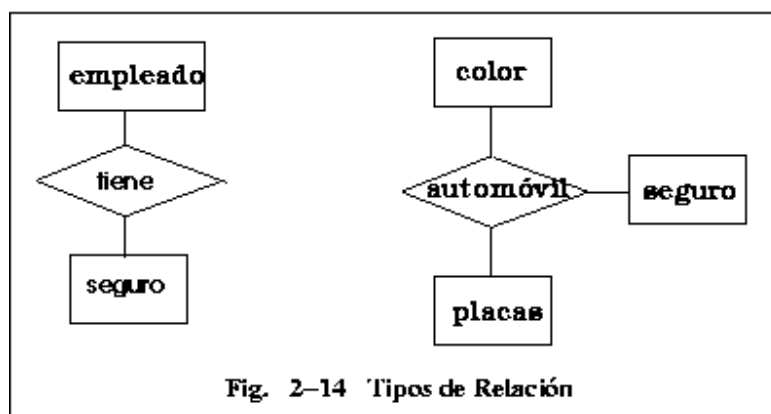 empleado
tiene
seguro
color
automóvil
seguro
placas
Fig. 2–14 Tipos de Relación